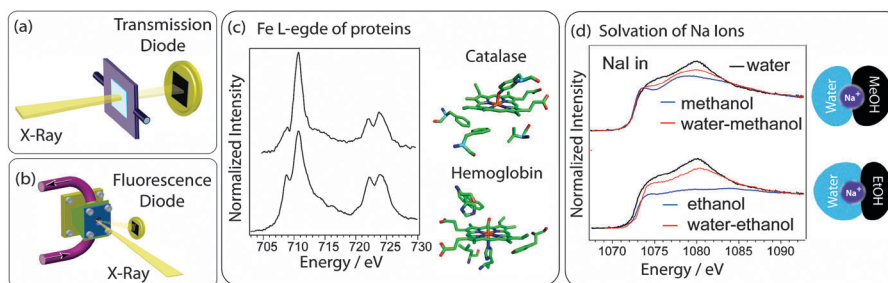 (a)
Transmission
Diode
X-Ray
(b)
Fluorescence
Diode
X-Ray
(c)
Fe L-egde of proteins
Normalized Intensity
705 710 715 720 725 730
Energy / eV
Catalase
Hemoglobin
(d)
Solvation of Na Ions
Normalized Intensity
NaI in
water
methanol
water-methanol
ethanol
water-ethanol
1070 1075 1080 1085 1090
Energy / eV
Water
Na+
MeOH
Water
Na+
EtOH